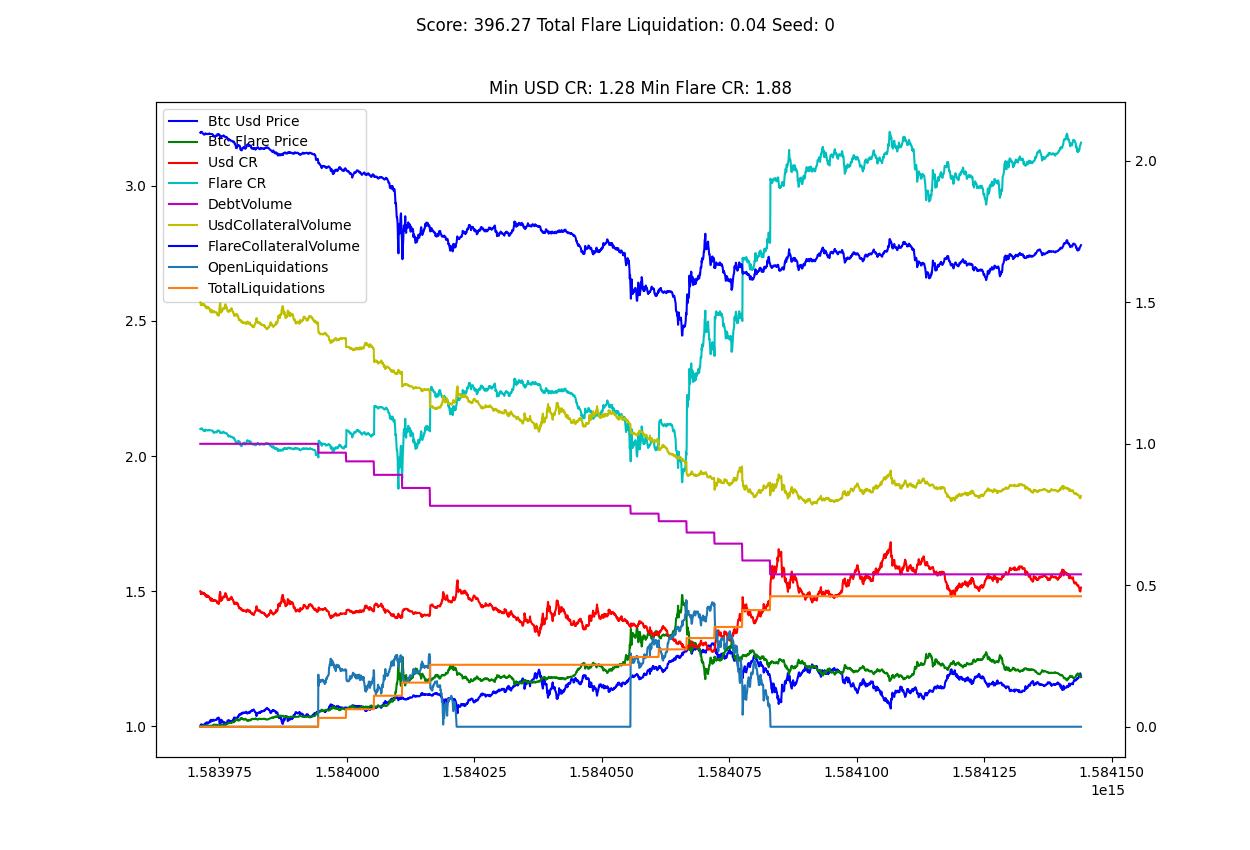 Score: 396.27 Total Flare Liquidation: 0.04 Seed: 0
Min USD CR: 1.28 Min Flare CR: 1.88
Btc Usd Price
Btc Flare Price
Usd CR
Flare CR
DebtVolume
UsdCollateralVolume
FlareCollateralVolume
OpenLiquidations
TotalLiquidations
3.0
2.5
2.0
1.5
1.0
2.0
1.5
1.0
0.5
0.0
1.583975 1.584000 1.584025 1.584050 1.584075 1.584100 1.584125 1.584150
1e15